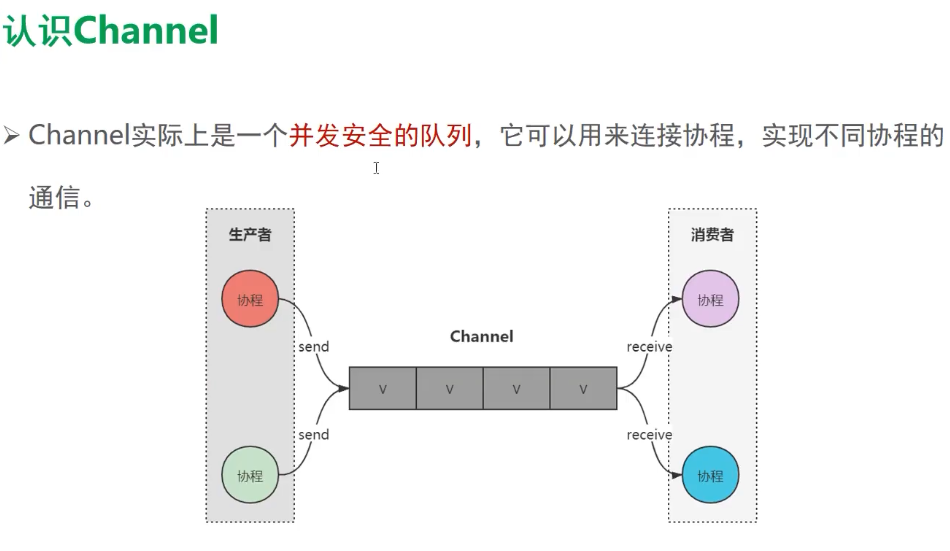 认识Channel
➢ Channel实际上是一个并发安全的队列，它可以用来连接协程，实现不同协程的
通信。
生产者
消费者
协程
协程
send
Channel
receive
V V V V
send
receive
协程
协程